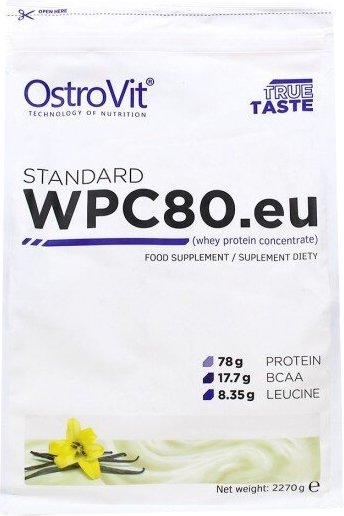 OPEN HERE
OstroVit®
TECHNOLOGY OF NUTRITION
TRUE
TASTE
STANDARD
WPC80.eu
(whey protein concentrate)
FOOD SUPPLEMENT / SUPLEMENT DIETY
78g PROTEIN
17.7g BCAA
8.35g LEUCINE
Net weight: 2270g e